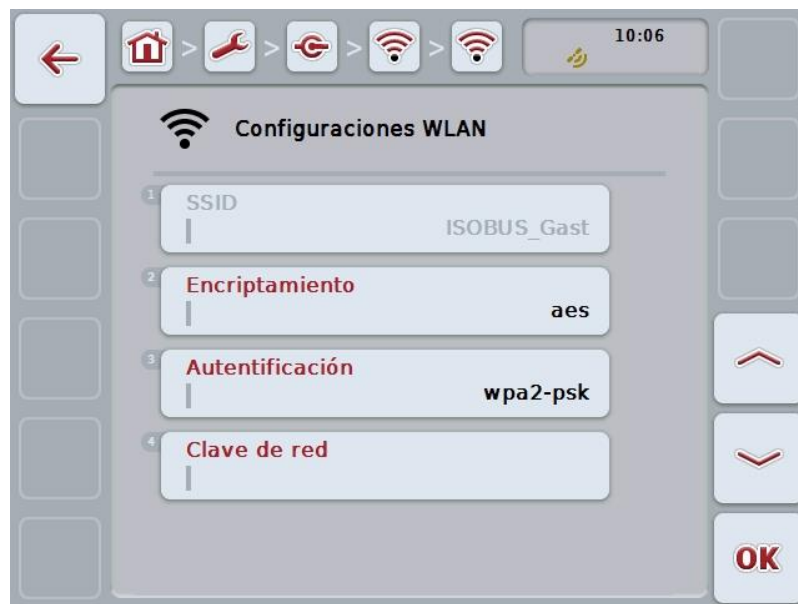 10:06
Configuraciones WLAN
1
SSID
ISOBUS_Gast
2
Encriptamiento
aes
3
Autentificación
wpa2-psk
4
Clave de red
OK